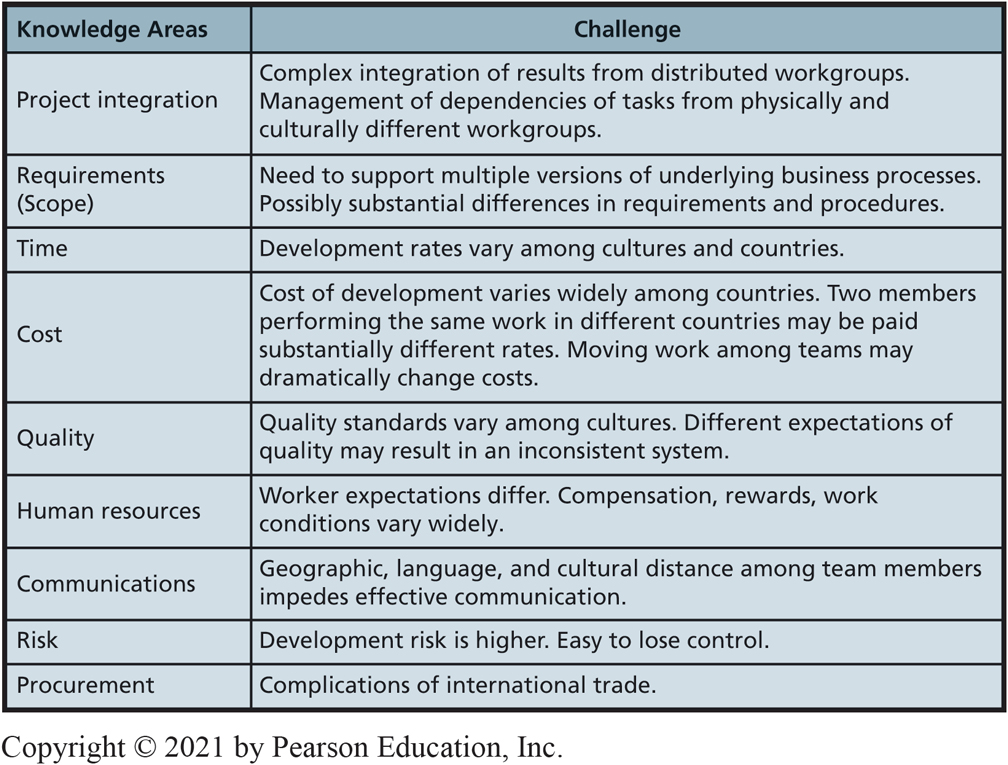 Knowledge Areas
Challenge
Project integration
Complex integration of results from distributed workgroups.
Management of dependencies of tasks from physically and
culturally different workgroups.
Requirements
(Scope)
Need to support multiple versions of underlying business processes.
Possibly substantial differences in requirements and procedures.
Time
Development rates vary among cultures and countries.
Cost
Cost of development varies widely among countries. Two members
performing the same work in different countries may be paid
substantially different rates. Moving work among teams may
dramatically change costs.
Quality
Quality standards vary among cultures. Different expectations of
quality may result in an inconsistent system.
Human resources
Worker expectations differ. Compensation, rewards, work
conditions vary widely.
Communications
Geographic, language, and cultural distance among team members
impedes effective communication.
Risk
Development risk is higher. Easy to lose control.
Procurement
Complications of international trade.
Copyright © 2021 by Pearson Education, Inc.